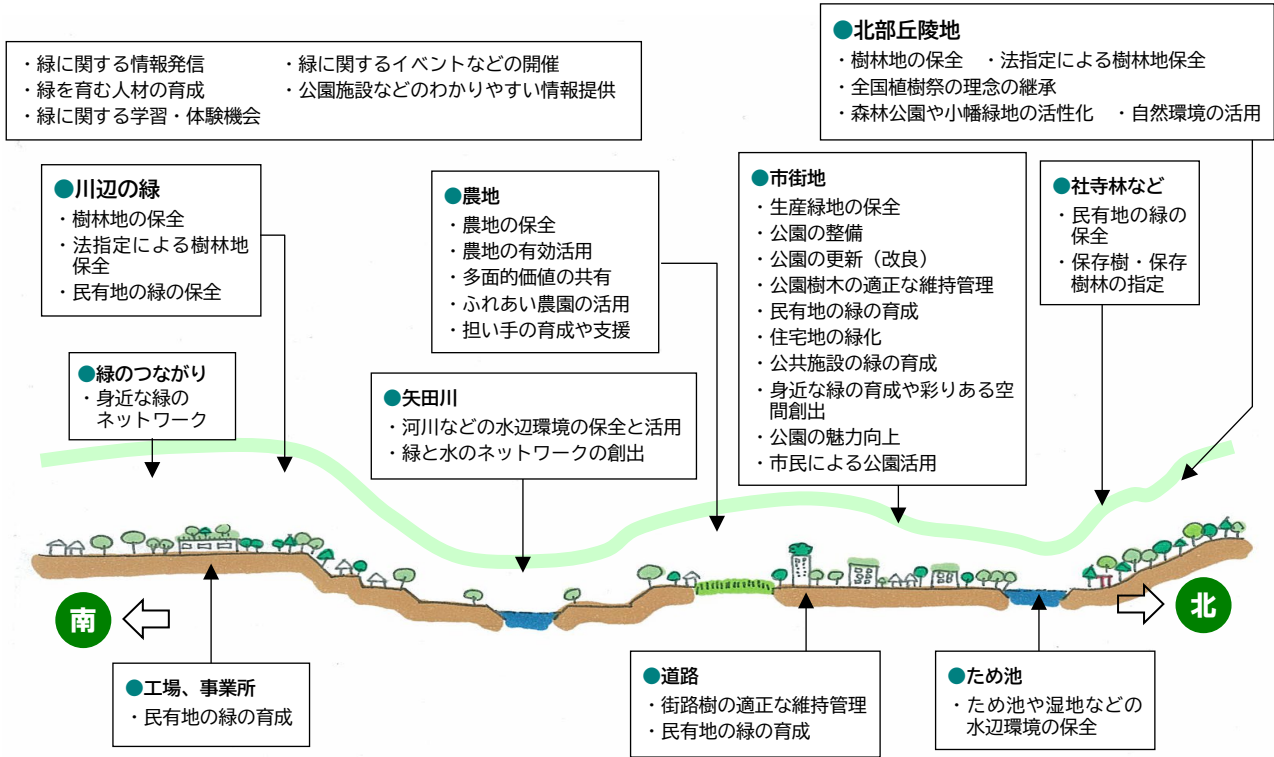 ・緑に関する情報発信　・緑に関するイベントなどの開催
・緑を育む人材の育成　・公園施設などのわかりやすい情報提供
・緑に関する学習・体験機会
●北部丘陵地
・樹林地の保全　・法指定による樹林地保全
・全国植樹祭の理念の継承
・森林公園や小幡緑地の活性化　・自然環境の活用
●川辺の緑
・樹林地の保全
・法指定による樹林地
保全
・民有地の緑の保全
●農地
・農地の保全
・農地の有効活用
・多面的価値の共有
・ふれあい農園の活用
・担い手の育成や支援
●市街地
・生産緑地の保全
・公園の整備
・公園の更新（改良）
・公園樹木の適正な維持管理
・民有地の緑の育成
・住宅地の緑化
・公共施設の緑の育成
・身近な緑の育成や彩りある空
間創出
・公園の魅力向上
・市民による公園活用
●社寺林など
・民有地の緑の
保全
・保存樹・保存
樹林の指定
●緑のつながり
・身近な緑の
ネットワーク
●矢田川
・河川などの水辺環境の保全と活用
・緑と水のネットワークの創出
南
北
●工場、事業所
・民有地の緑の育成
●道路
・街路樹の適正な維持管理
・民有地の緑の育成
●ため池
・ため池や湿地などの
水辺環境の保全